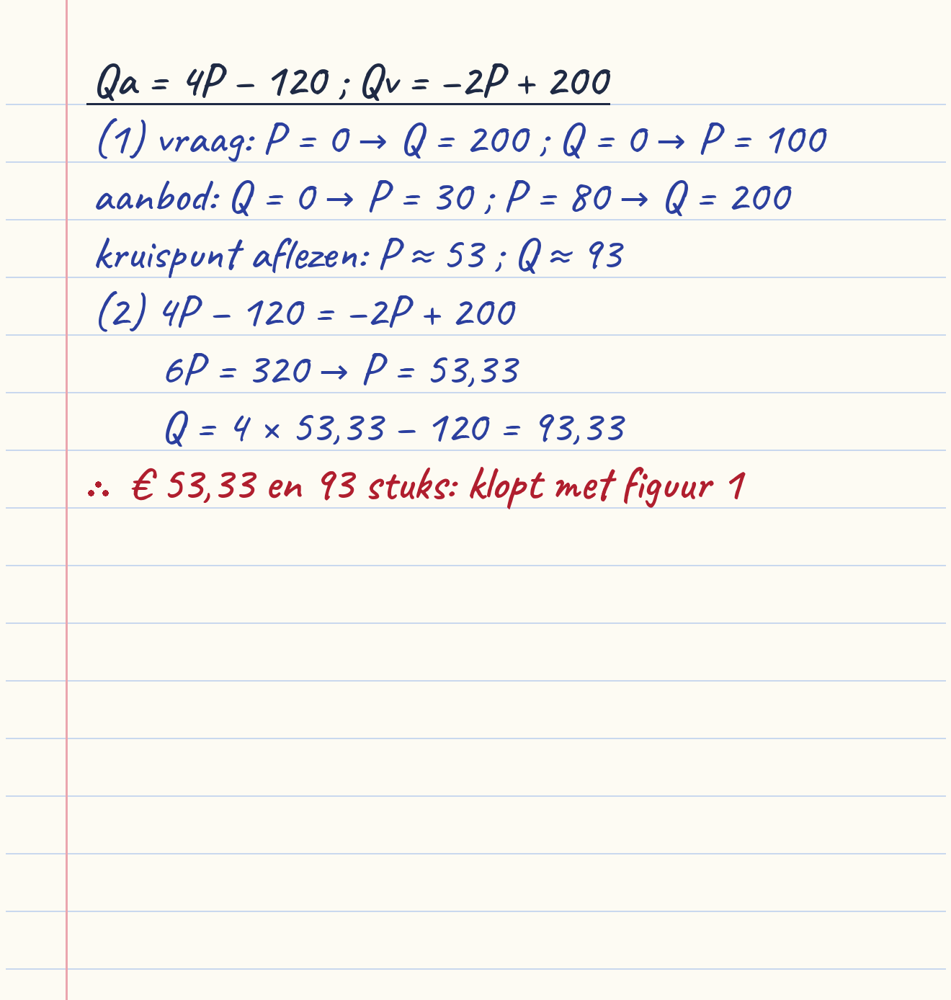 Qa = 4P − 120 ; Qv = −2P + 200
(1) vraag: P = 0 → Q = 200 ; Q = 0 → P = 100
aanbod: Q = 0 → P = 30 ; P = 80 → Q = 200
kruispunt aflezen: P ≈ 53 ; Q ≈ 93
(2) 4P − 120 = −2P + 200
6P = 320 → P = 53,33
Q = 4 × 53,33 − 120 = 93,33
∴ € 53,33 en 93 stuks: klopt met figuur 1